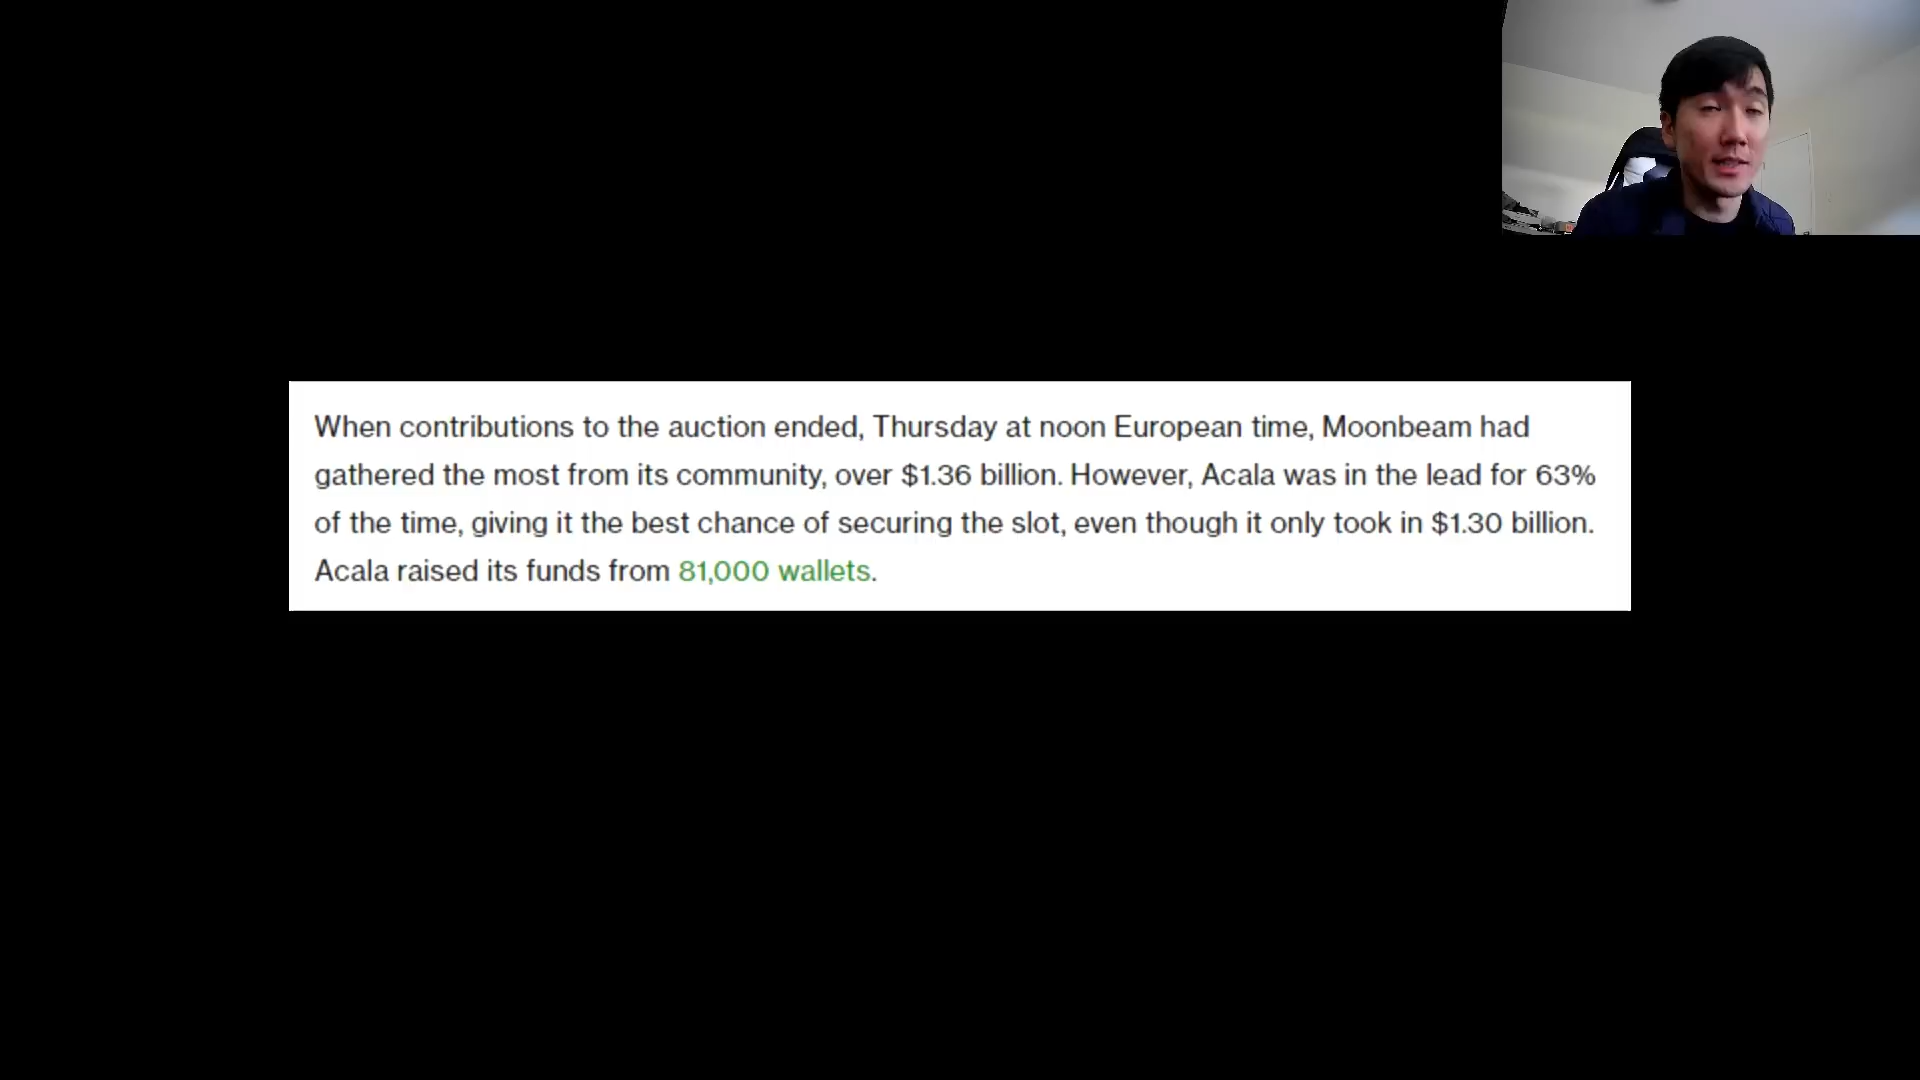 When contributions to the auction ended, Thursday at noon European time, Moonbeam had
gathered the most from its community, over $1.36 billion. However, Acala was in the lead for 63%
of the time, giving it the best chance of securing the slot, even though it only took in $1.30 billion.
Acala raised its funds from 81,000 wallets.